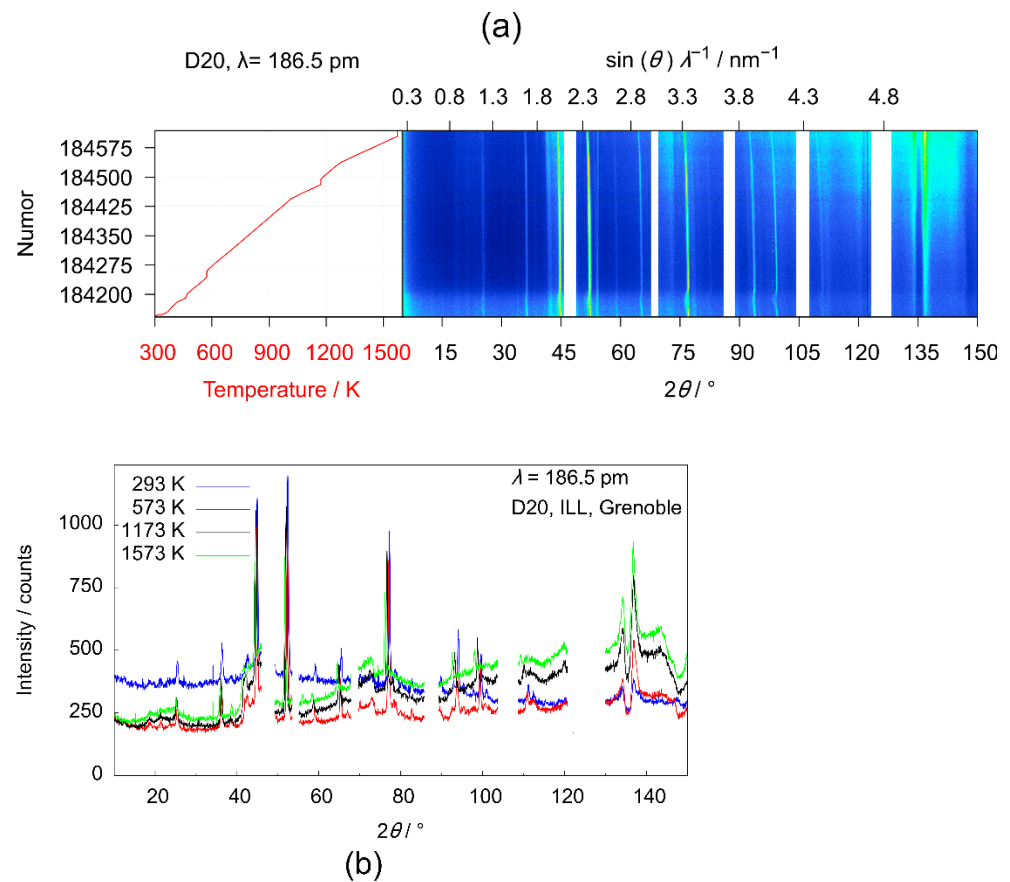 (a)
D20, λ= 186.5 pm
sin (θ) λ⁻¹ / nm⁻¹
0.3 0.8 1.3 1.8 2.3 2.8 3.3 3.8 4.3 4.8
Numor
184575
184500
184425
184350
184275
184200
300 600 900 1200 1500 15 30 45 60 75 90 105 120 135 150
Temperature / K
2θ / °
293 K
573 K
1173 K
1573 K
λ = 186.5 pm
D20, ILL, Grenoble
Intensity / counts
1000
750
500
250
0
20 40 60 80 100 120 140
2θ / °
(b)